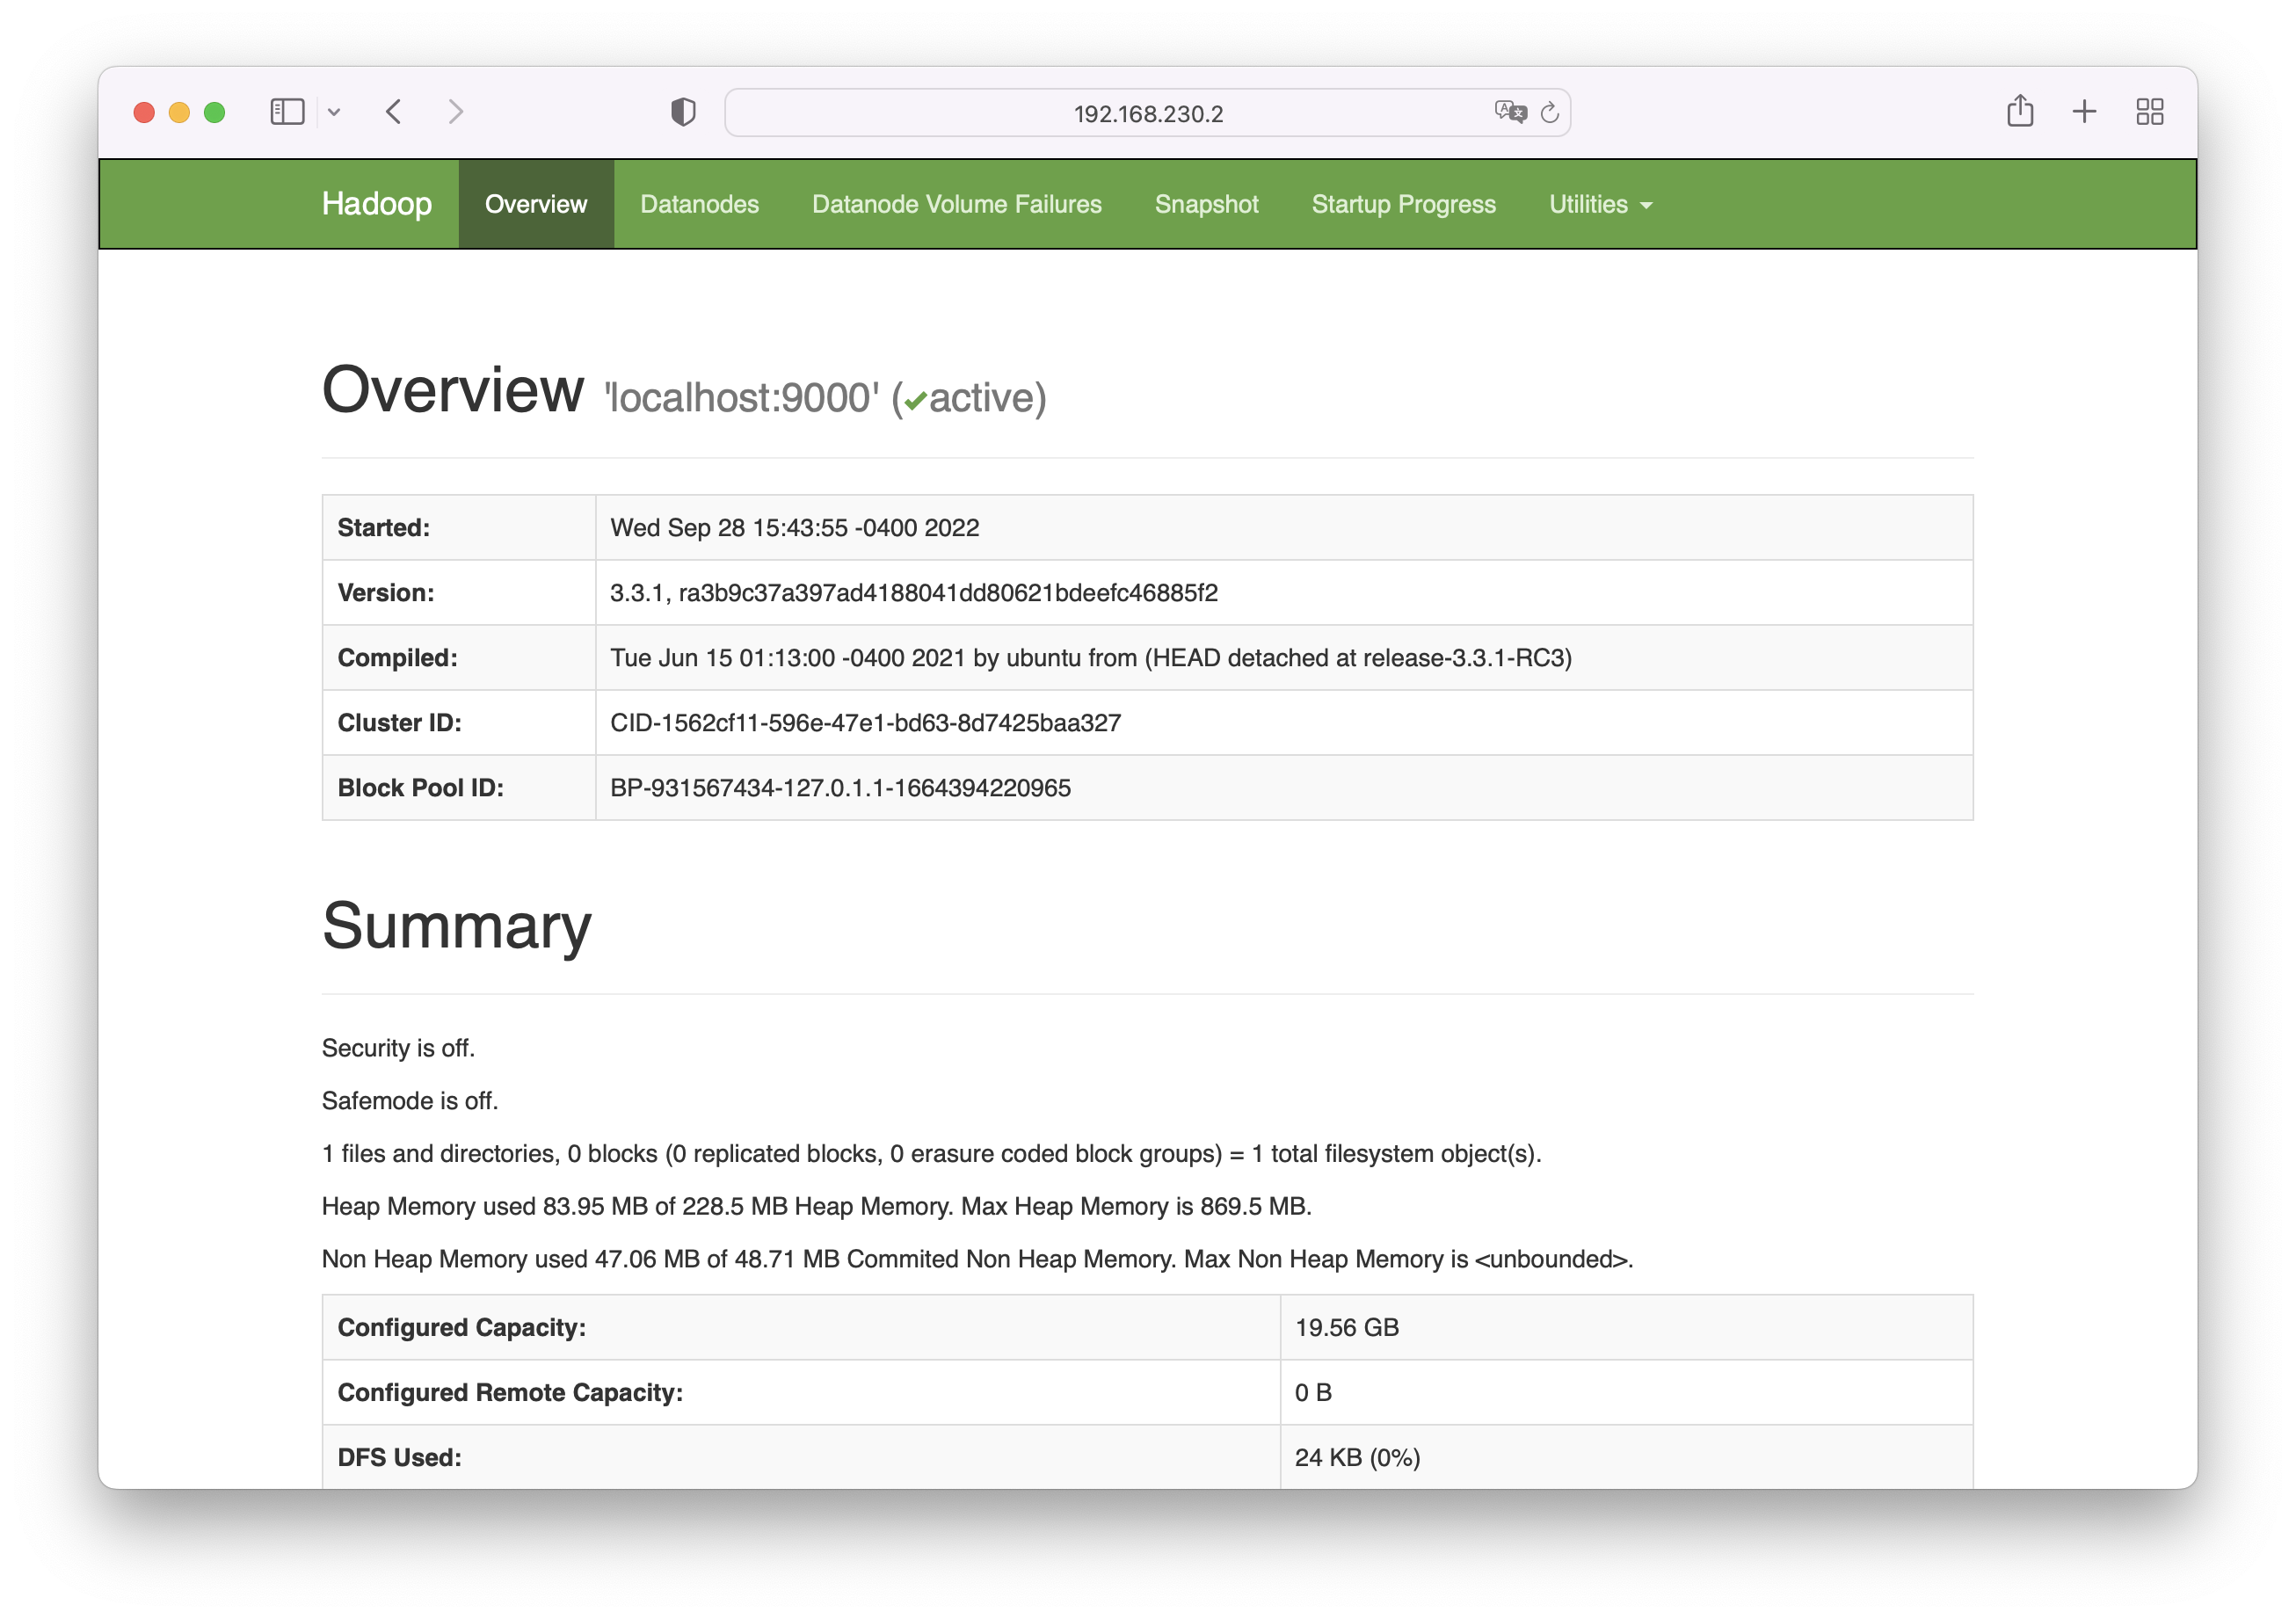 192.168.230.2
Hadoop Overview Datanodes Datanode Volume Failures Snapshot Startup Progress Utilities
Overview 'localhost:9000' (✔active)
Started: Wed Sep 28 15:43:55 -0400 2022
Version: 3.3.1, ra3b9c37a397ad4188041dd80621bdeefc46885f2
Compiled: Tue Jun 15 01:13:00 -0400 2021 by ubuntu from (HEAD detached at release-3.3.1-RC3)
Cluster ID: CID-1562cf11-596e-47e1-bd63-8d7425baa327
Block Pool ID: BP-931567434-127.0.1.1-1664394220965
Summary
Security is off.
Safemode is off.
1 files and directories, 0 blocks (0 replicated blocks, 0 erasure coded block groups) = 1 total filesystem object(s).
Heap Memory used 83.95 MB of 228.5 MB Heap Memory. Max Heap Memory is 869.5 MB.
Non Heap Memory used 47.06 MB of 48.71 MB Commited Non Heap Memory. Max Non Heap Memory is <unbounded>.
Configured Capacity: 19.56 GB
Configured Remote Capacity: 0 B
DFS Used: 24 KB (0%)